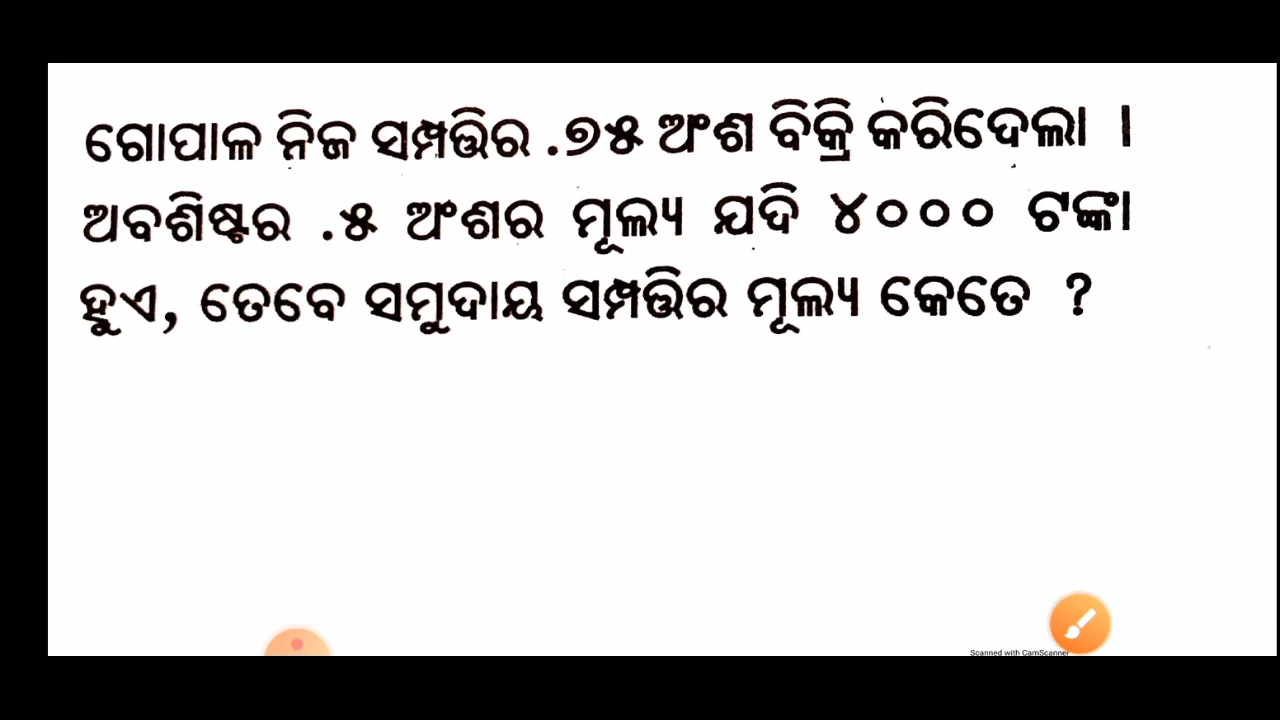 ଗୋପାଳ ନିଜ ସମ୍ପତ୍ତିର .୭୫ ଅଂଶ ବିକ୍ରି କରିଦେଲା ।
ଅବଶିଷ୍ଟର .୫ ଅଂଶର ମୂଲ୍ୟ ଯଦି ୪୦୦୦ ଟଙ୍କା
ହୁଏ, ତେବେ ସମୁଦାୟ ସମ୍ପତ୍ତିର ମୂଲ୍ୟ କେତେ ?
Scanned with CamScanner